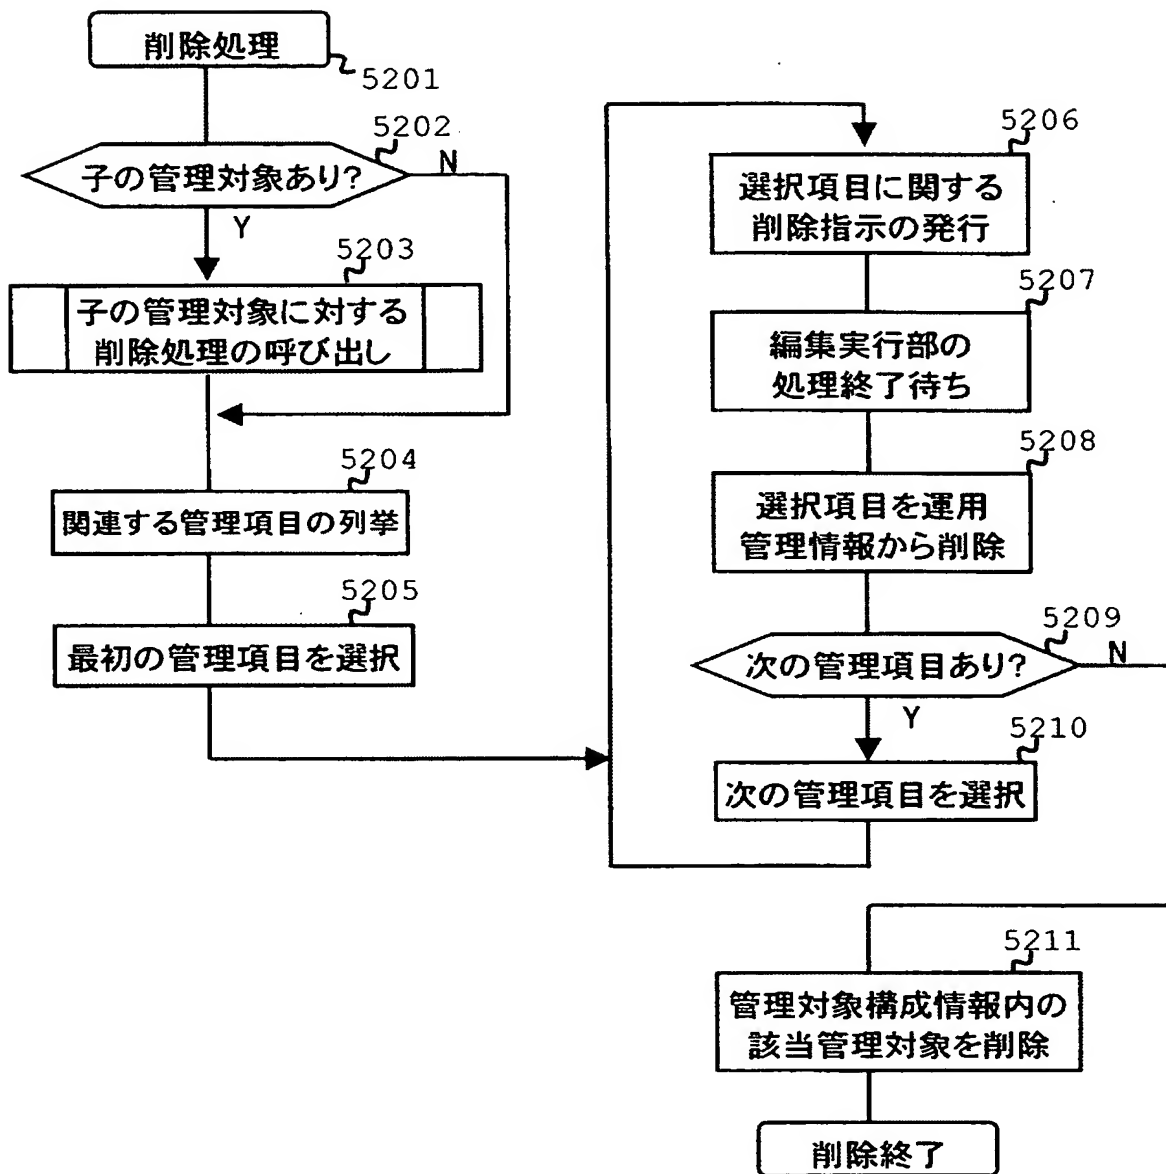 削除処理
5201
5202
子の管理対象あり?
N
Y
5203
子の管理対象に対する
削除処理の呼び出し
5204
関連する管理項目の列挙
5205
最初の管理項目を選択
5206
選択項目に関する
削除指示の発行
5207
編集実行部の
処理終了待ち
5208
選択項目を運用
管理情報から削除
5209
次の管理項目あり?
N
Y
5210
次の管理項目を選択
5211
管理対象構成情報内の
該当管理対象を削除
削除終了